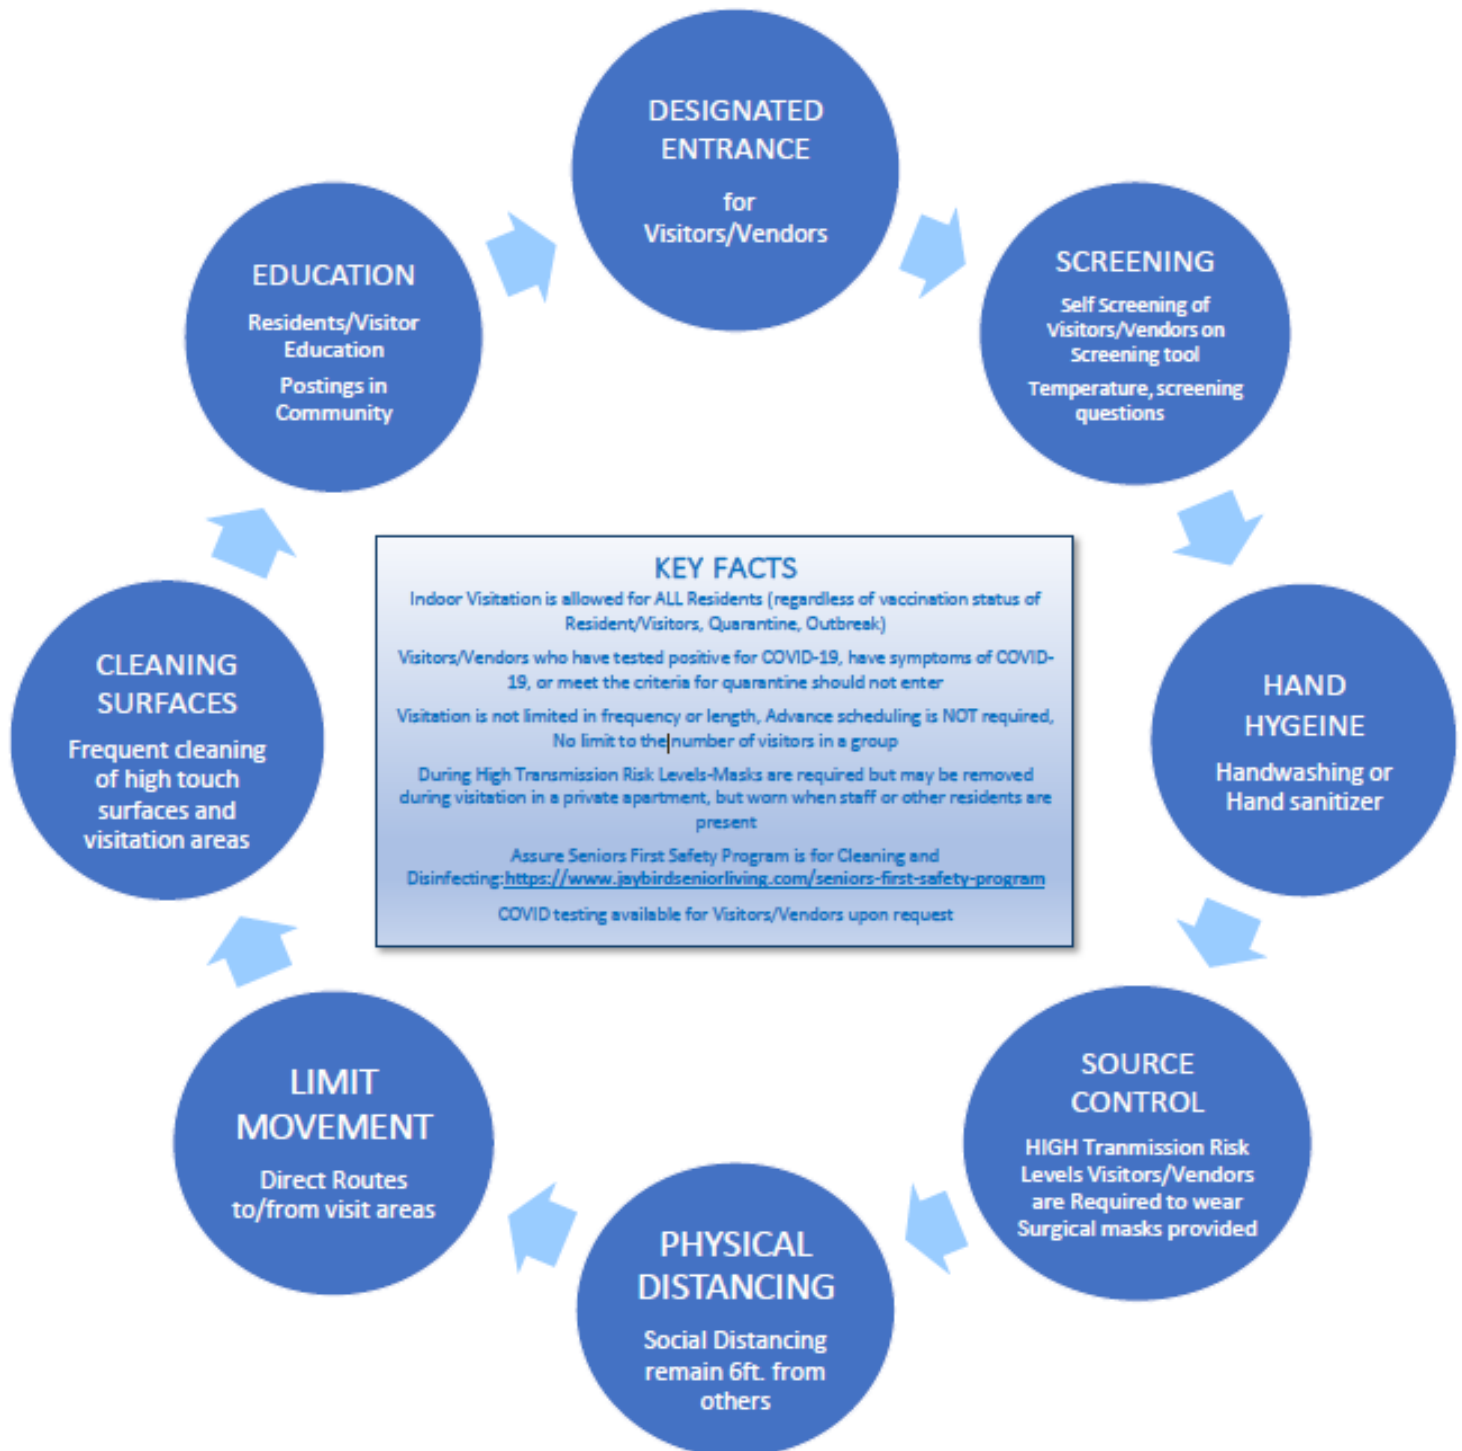 DESIGNATED
ENTRANCE
for
Visitors/Vendors
SCREENING
Self Screening of
Visitors/Vendors on
Screening tool
Temperature, screening
questions
HAND
HYGEINE
Handwashing or
Hand sanitizer
SOURCE
CONTROL
HIGH Tranmission Risk
Levels Visitors/Vendors
are Required to wear
Surgical masks provided
PHYSICAL
DISTANCING
Social Distancing
remain 6ft. from
others
LIMIT
MOVEMENT
Direct Routes
to/from visit areas
CLEANING
SURFACES
Frequent cleaning
of high touch
surfaces and
visitation areas
EDUCATION
Residents/Visitor
Education
Postings in
Community
KEY FACTS
Indoor Visitation is allowed for ALL Residents (regardless of vaccination status of
Resident/Visitors, Quarantine, Outbreak)
Visitors/Vendors who have tested positive for COVID-19, have symptoms of COVID-
19, or meet the criteria for quarantine should not enter
Visitation is not limited in frequency or length, Advance scheduling is NOT required,
No limit to the number of visitors in a group
During High Transmission Risk Levels-Masks are required but may be removed
during visitation in a private apartment, but worn when staff or other residents are
present
Assure Seniors First Safety Program is for Cleaning and
Disinfecting:https://www.jaybirdseniorliving.com/seniors-first-safety-program
COVID testing available for Visitors/Vendors upon request